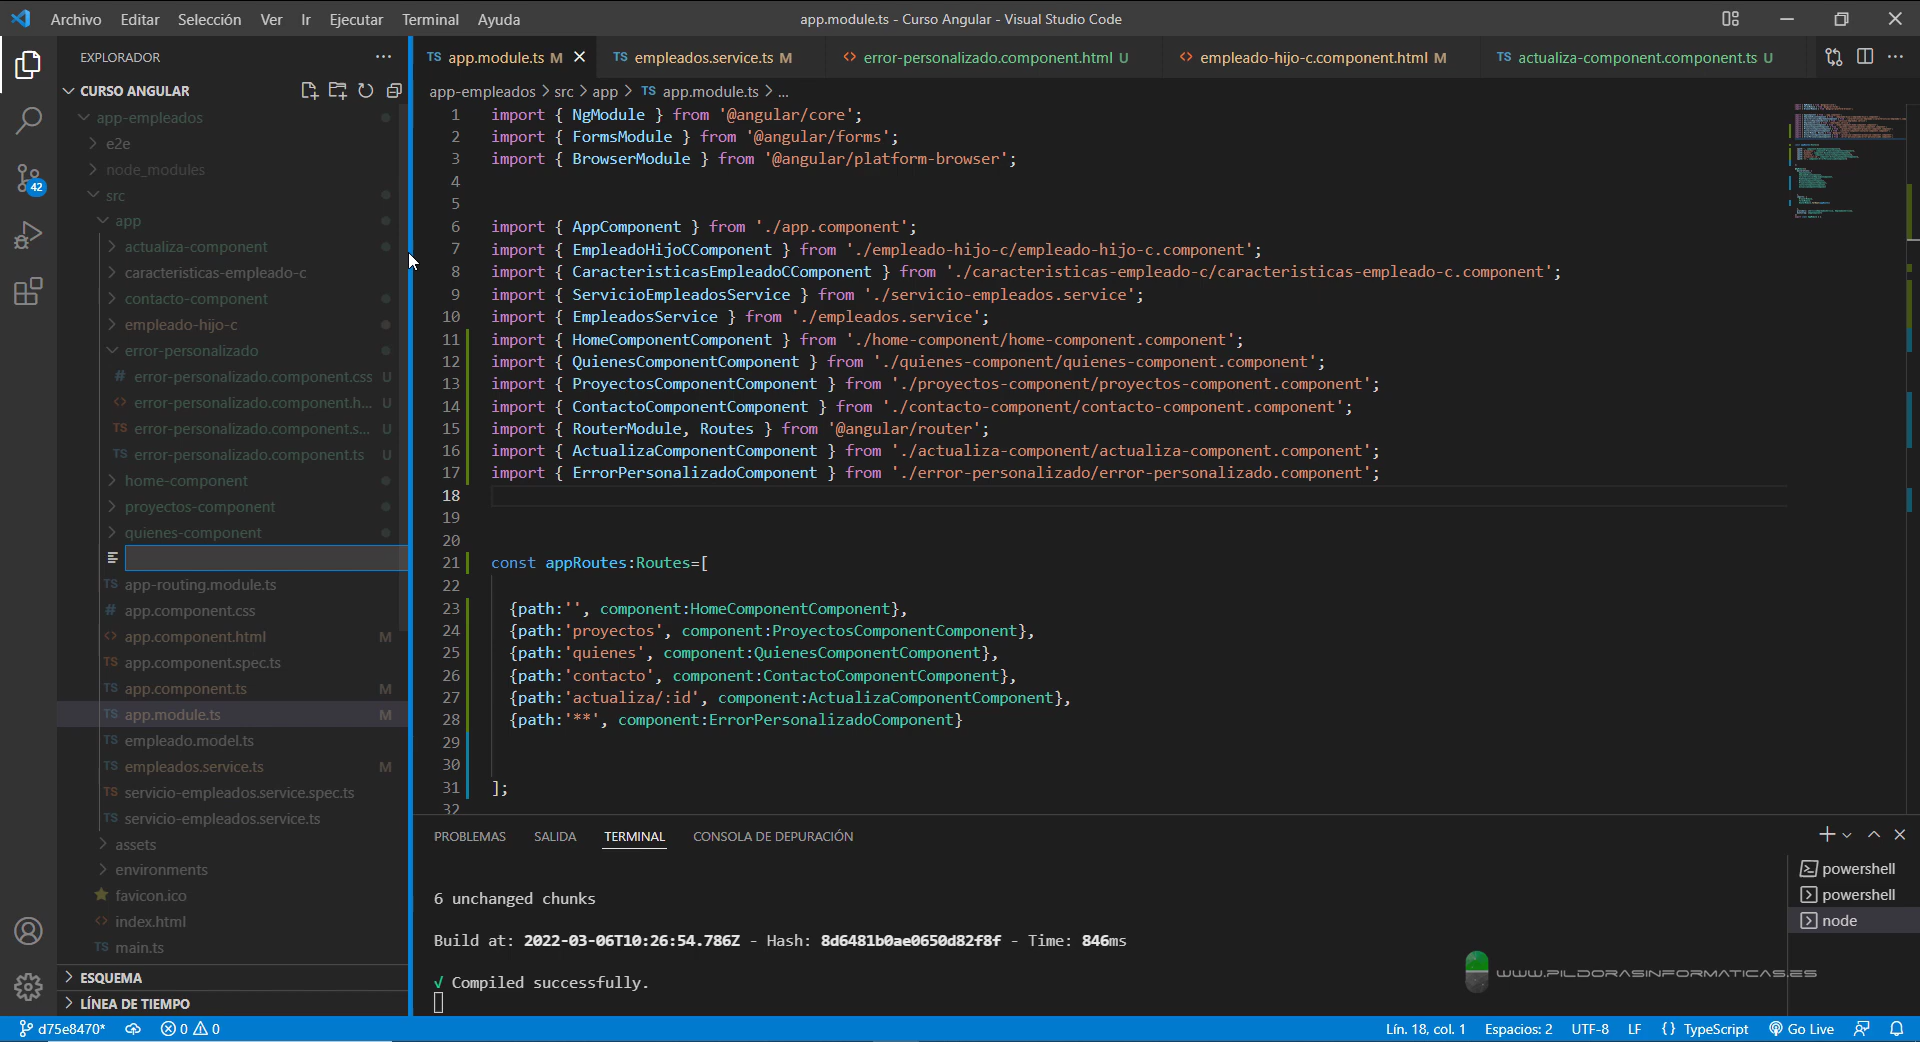 Archivo Editar Selección Ver Ir Ejecutar Terminal Ayuda
app.module.ts - Curso Angular - Visual Studio Code
EXPLORADOR
CURSO ANGULAR
app-empleados
e2e
node_modules
src
app
actualiza-component
caracteristicas-empleado-c
contacto-component
empleado-hijo-c
error-personalizado
error-personalizado.component.css U
error-personalizado.component.h... U
error-personalizado.component.s... U
error-personalizado.component.ts U
home-component
proyectos-component
quienes-component
app-routing.module.ts
app.component.css
app.component.html M
app.component.spec.ts
app.component.ts M
app.module.ts M
empleado.model.ts
empleados.service.ts M
servicio-empleados.service.spec.ts
servicio-empleados.service.ts
assets
environments
favicon.ico
index.html
main.ts
ESQUEMA
LÍNEA DE TIEMPO
42
TS app.module.ts M
TS empleados.service.ts M
error-personalizado.component.html U
empleado-hijo-c.component.html M
TS actualiza-component.component.ts U
app-empleados > src > app > TS app.module.ts > ...
1 import { NgModule } from '@angular/core';
2 import { FormsModule } from '@angular/forms';
3 import { BrowserModule } from '@angular/platform-browser';
4
5
6 import { AppComponent } from './app.component';
7 import { EmpleadoHijoCComponent } from './empleado-hijo-c/empleado-hijo-c.component';
8 import { CaracteristicasEmpleadoCComponent } from './caracteristicas-empleado-c/caracteristicas-empleado-c.component';
9 import { ServicioEmpleadosService } from './servicio-empleados.service';
10 import { EmpleadosService } from './empleados.service';
11 import { HomeComponentComponent } from './home-component/home-component.component';
12 import { QuienesComponentComponent } from './quienes-component/quienes-component.component';
13 import { ProyectosComponentComponent } from './proyectos-component/proyectos-component.component';
14 import { ContactoComponentComponent } from './contacto-component/contacto-component.component';
15 import { RouterModule, Routes } from '@angular/router';
16 import { ActualizaComponentComponent } from './actualiza-component/actualiza-component.component';
17 import { ErrorPersonalizadoComponent } from './error-personalizado/error-personalizado.component';
18
19
20
21 const appRoutes:Routes=[
22
23 {path:'', component:HomeComponentComponent},
24 {path:'proyectos', component:ProyectosComponentComponent},
25 {path:'quienes', component:QuienesComponentComponent},
26 {path:'contacto', component:ContactoComponentComponent},
27 {path:'actualiza/:id', component:ActualizaComponentComponent},
28 {path:'**', component:ErrorPersonalizadoComponent}
29
30
31 ];
32
PROBLEMAS SALIDA TERMINAL CONSOLA DE DEPURACIÓN
6 unchanged chunks
Build at: 2022-03-06T10:26:54.786Z - Hash: 8d6481b0ae0650d82f8f - Time: 846ms
√ Compiled successfully.
powershell
powershell
node
WWW.PILDORASINFORMATICAS.ES
d75e8470* 0 0
Lín. 18, col. 1 Espacios: 2 UTF-8 LF {} TypeScript Go Live